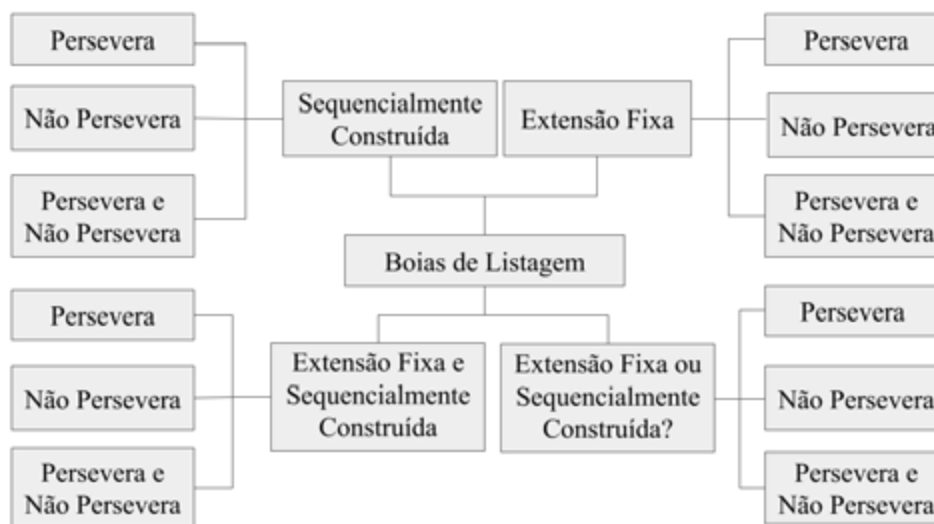 Persevera
Não Persevera
Persevera e
Não Persevera
Sequencialmente
Construída
Extensão Fixa
Persevera
Não Persevera
Persevera e
Não Persevera
Boias de Listagem
Persevera
Não Persevera
Persevera e
Não Persevera
Extensão Fixa e
Sequencialmente
Construída
Extensão Fixa ou
Sequencialmente
Construída?
Persevera
Não Persevera
Persevera e
Não Persevera